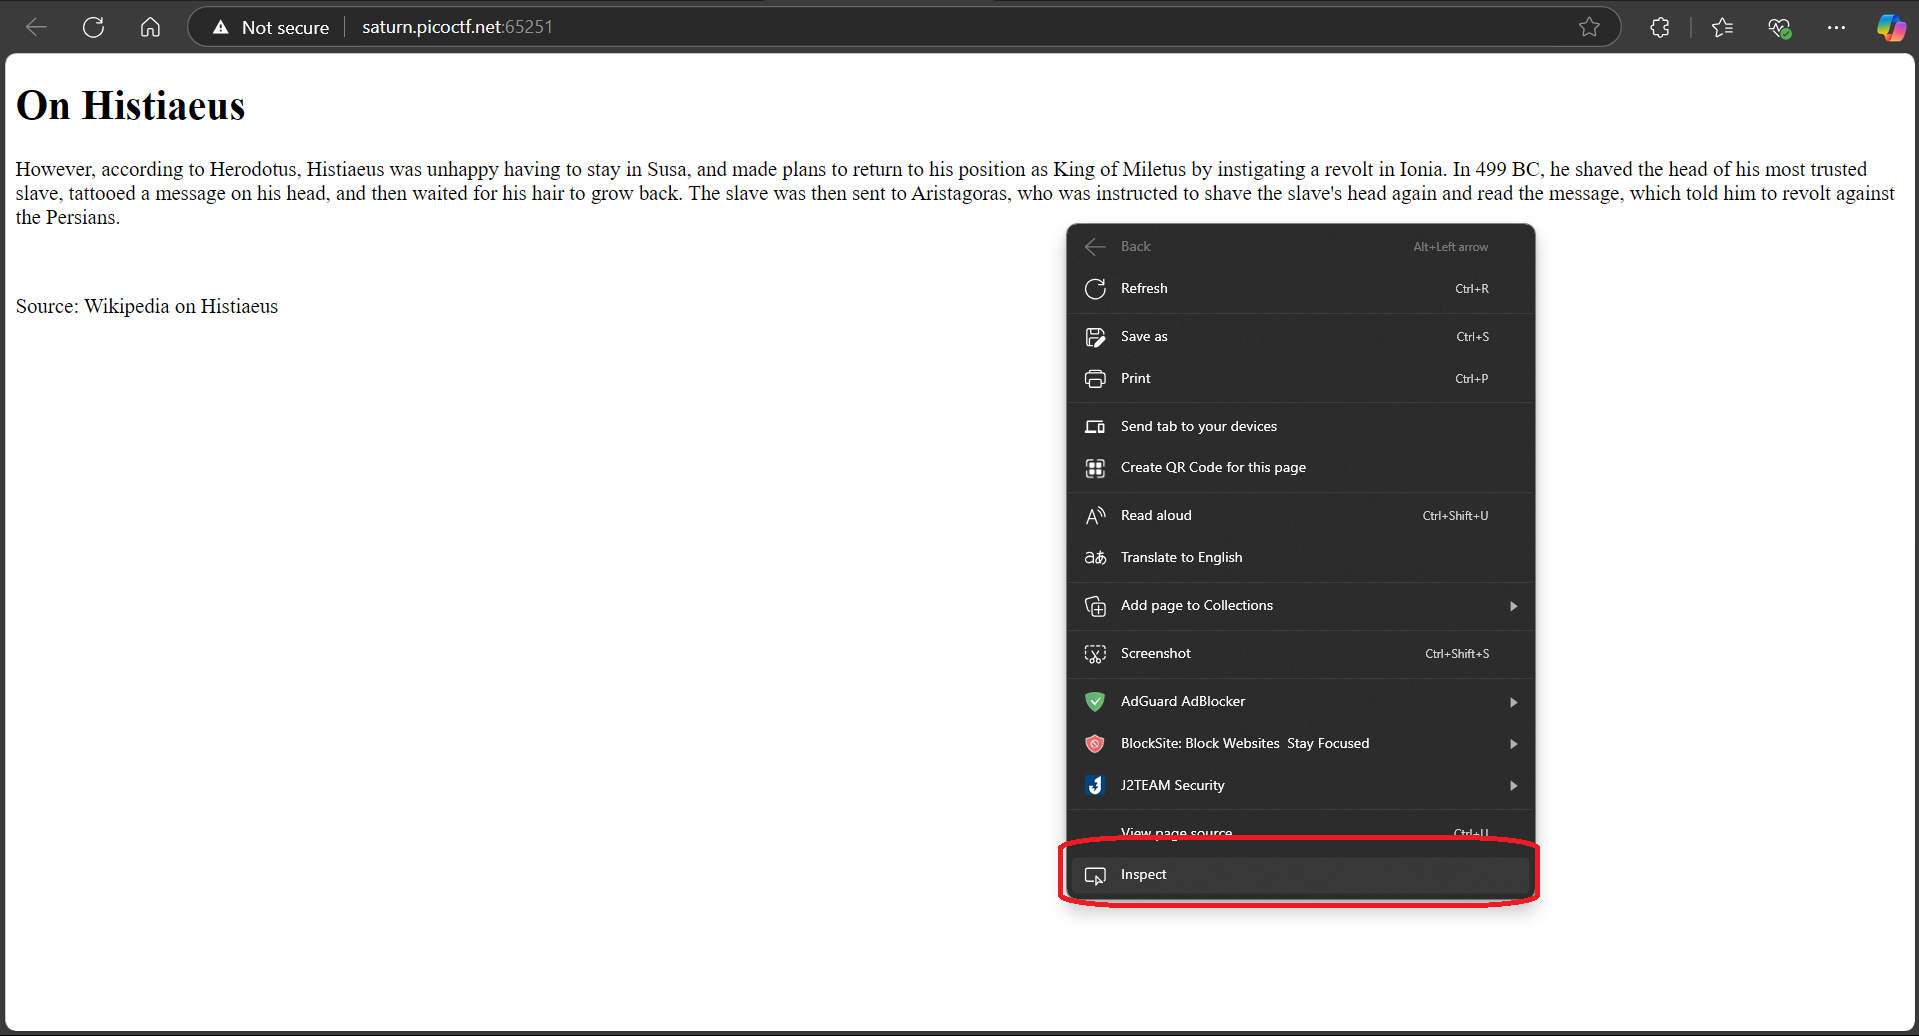 Not secure saturn.picoctf.net:65251
On Histiaeus
However, according to Herodotus, Histiaeus was unhappy having to stay in Susa, and made plans to return to his position as King of Miletus by instigating a revolt in Ionia. In 499 BC, he shaved the head of his most trusted
slave, tattooed a message on his head, and then waited for his hair to grow back. The slave was then sent to Aristagoras, who was instructed to shave the slave's head again and read the message, which told him to revolt against
the Persians.
Source: Wikipedia on Histiaeus
Back Alt+Left arrow
Refresh Ctrl+R
Save as Ctrl+S
Print Ctrl+P
Send tab to your devices
Create QR Code for this page
Read aloud Ctrl+Shift+U
Translate to English
Add page to Collections
Screenshot Ctrl+Shift+S
AdGuard AdBlocker
BlockSite: Block Websites Stay Focused
J2TEAM Security
View page source Ctrl+U
Inspect